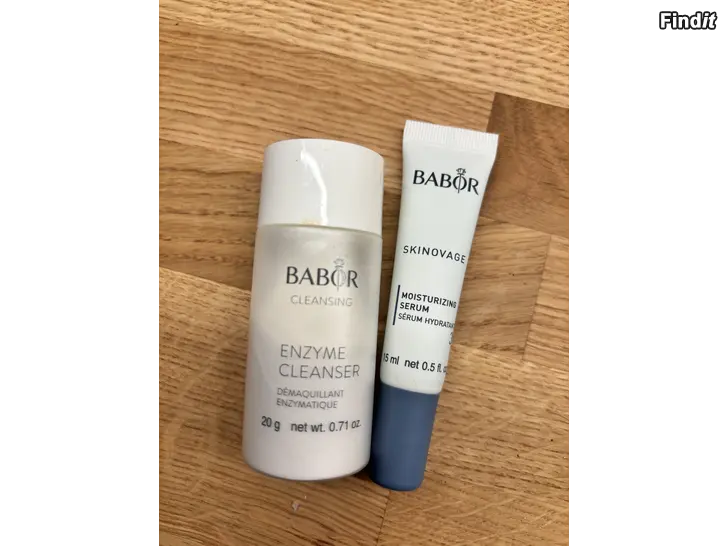 Findit
BABOR
CLEANSING
ENZYME
CLEANSER
DÉMAQUILLANT
ENZYMATIQUE
20 g net wt. 0.71 oz.
BABOR
SKINOVAGE
MOISTURIZING
SERUM
SÉRUM HYDRATAN
15 ml net 0.5 fl.